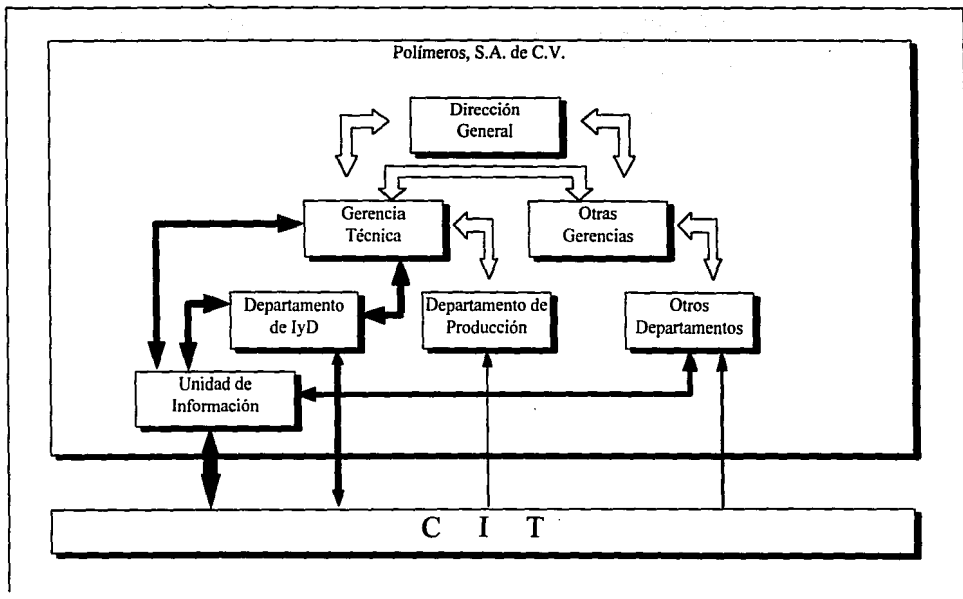 Polímeros, S.A. de C.V.
Dirección
General
Gerencia
Técnica
Otras
Gerencias
Departamento
de IyD
Departamento de
Producción
Otros
Departamentos
Unidad de
Información
C I T